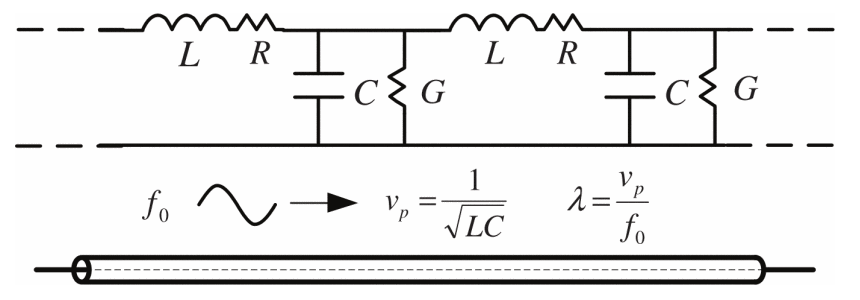 L R C G L R C G
f₀ vₚ = 1/√LC λ = vₚ/f₀